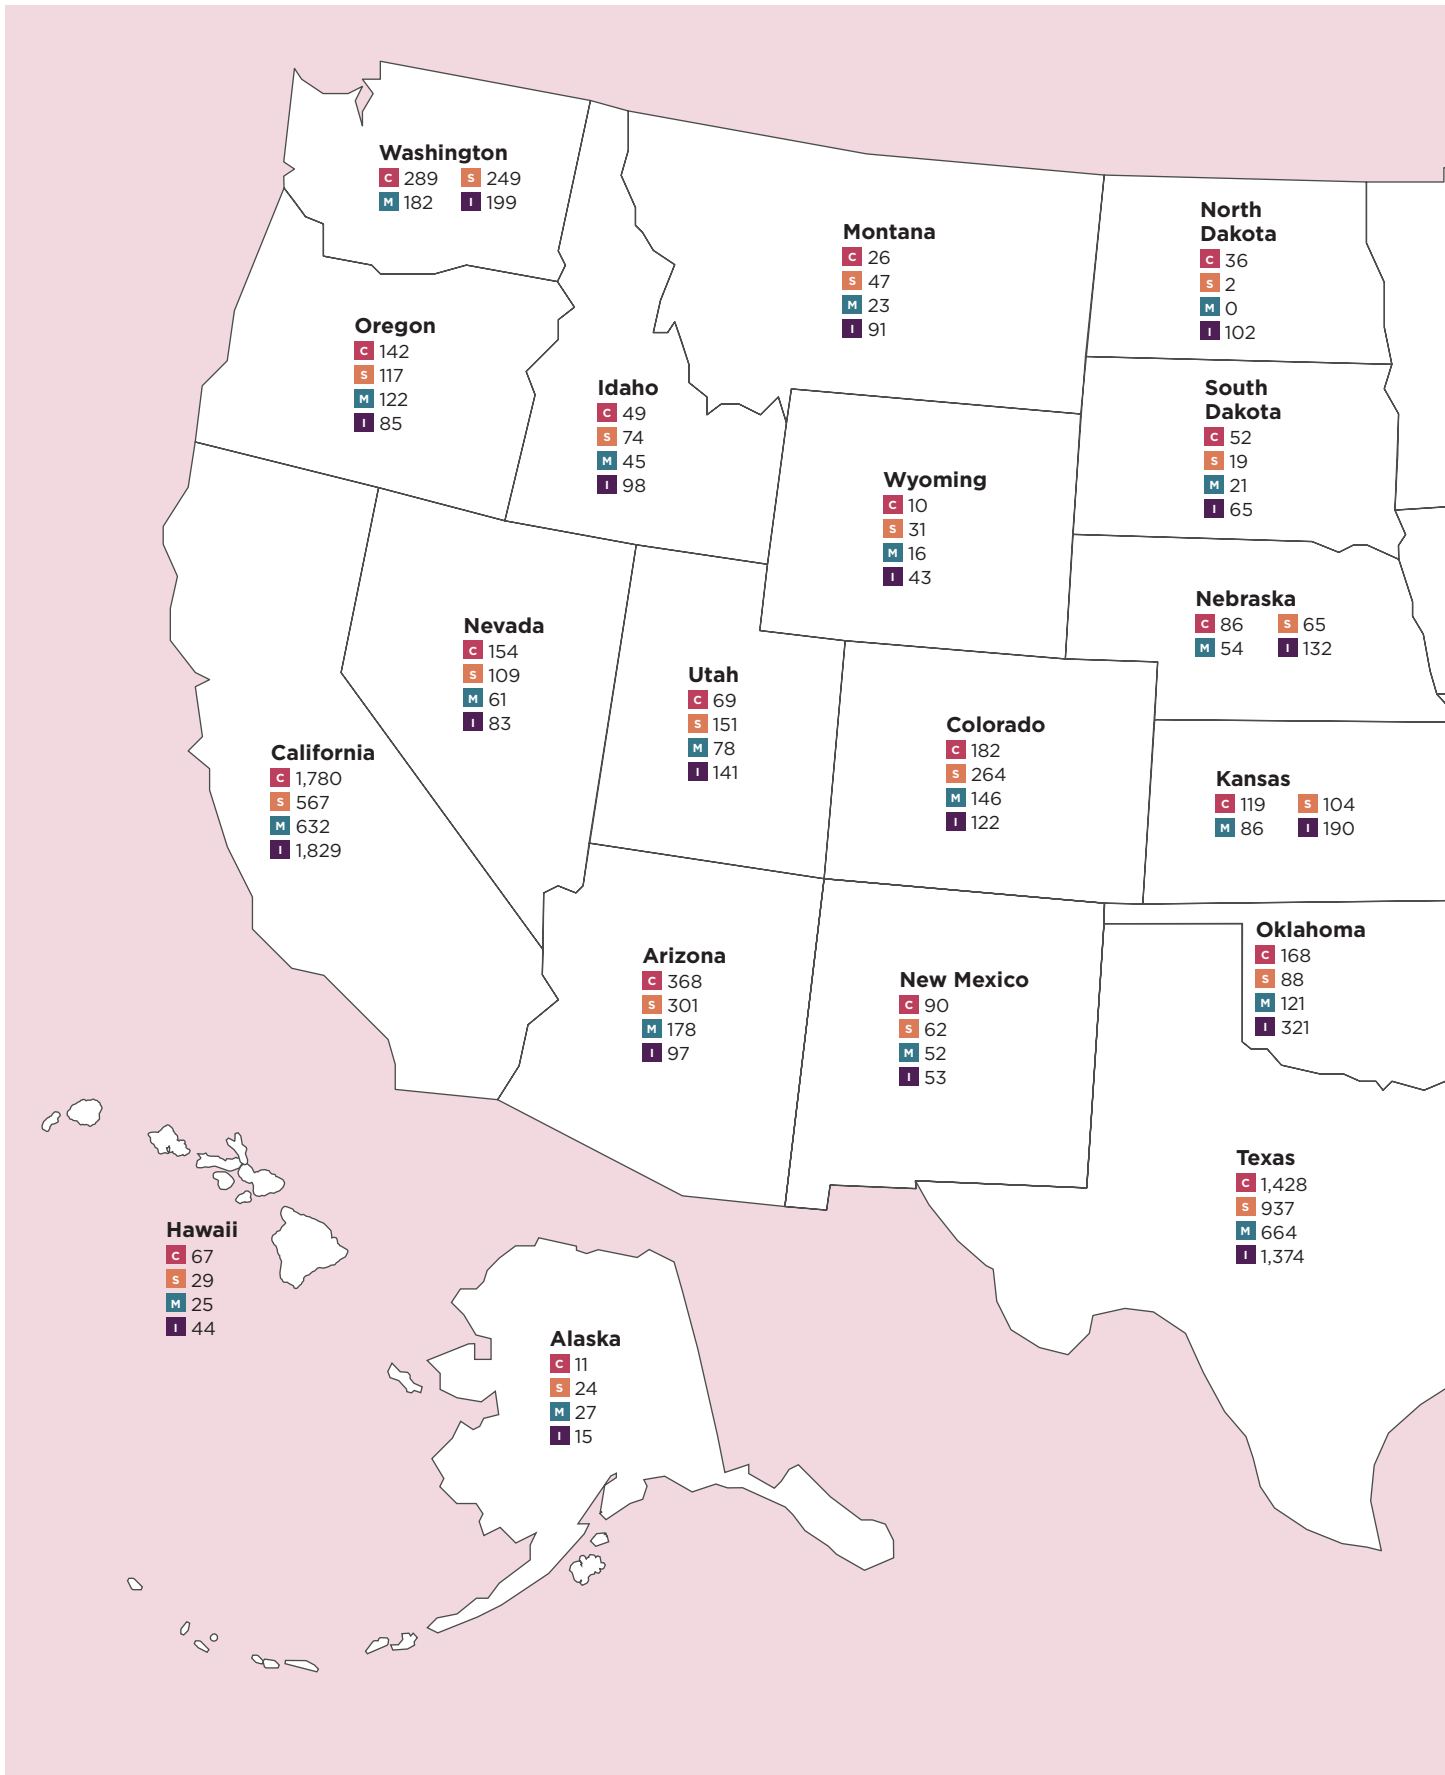 Washington
C 289 S 249
M 182 I 199
Montana
C 26
S 47
M 23
I 91
North
Dakota
C 36
S 2
M 0
I 102
Oregon
C 142
S 117
M 122
I 85
Idaho
C 49
S 74
M 45
I 98
South
Dakota
C 52
S 19
M 21
I 65
Wyoming
C 10
S 31
M 16
I 43
Nebraska
C 86 S 65
M 54 I 132
Nevada
C 154
S 109
M 61
I 83
Utah
C 69
S 151
M 78
I 141
Colorado
C 182
S 264
M 146
I 122
California
C 1,780
S 567
M 632
I 1,829
Kansas
C 119 S 104
M 86 I 190
Arizona
C 368
S 301
M 178
I 97
New Mexico
C 90
S 62
M 52
I 53
Oklahoma
C 168
S 88
M 121
I 321
Texas
C 1,428
S 937
M 664
I 1,374
Hawaii
C 67
S 29
M 25
I 44
Alaska
C 11
S 24
M 27
I 15